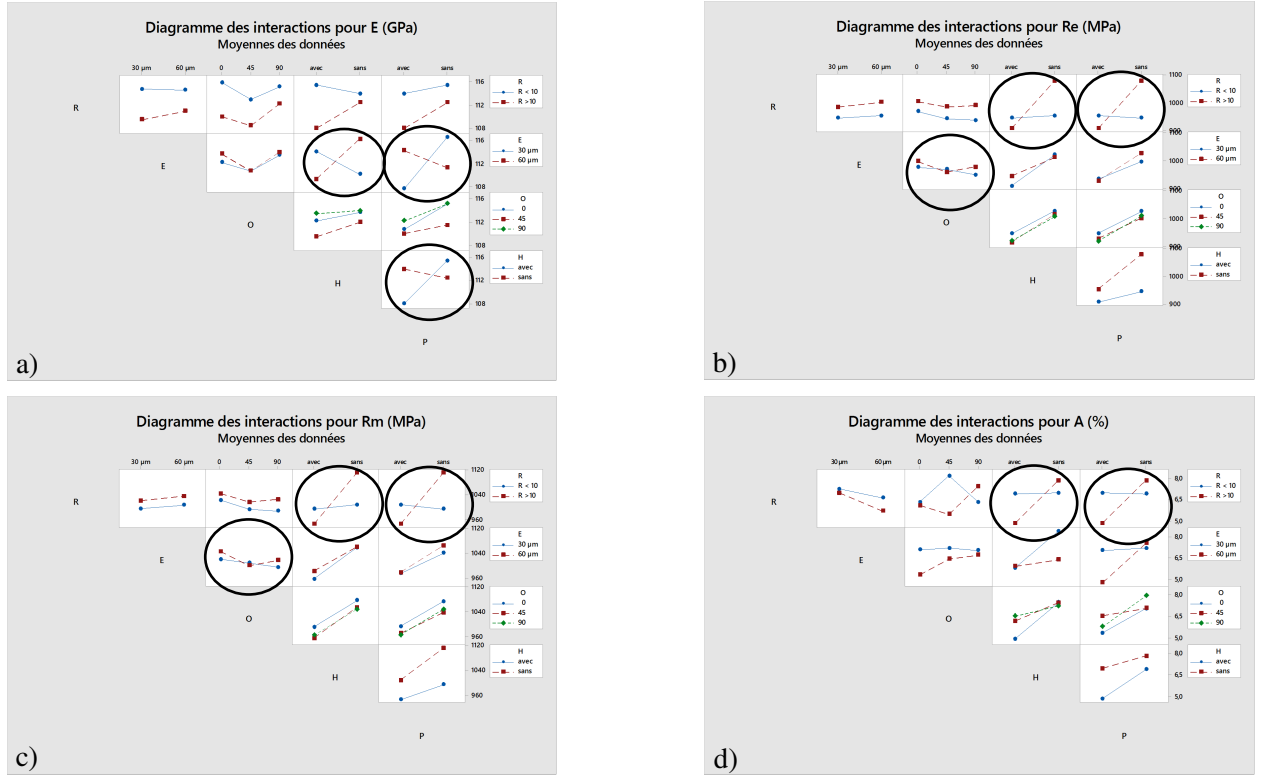 Diagramme des interactions pour E (GPa)
Moyennes des données
30 µm 60 µm 0 45 90 avec sans avec sans
R
116
112
108
R
R < 10
R >10
E
116
112
108
E
30 µm
60 µm
O
116
112
108
O
0
45
90
H
116
112
108
H
avec
sans
P
a)
Diagramme des interactions pour Re (MPa)
Moyennes des données
30 µm 60 µm 0 45 90 avec sans avec sans
R
1100
1000
900
R
R < 10
R >10
E
1000
900
E
30 µm
60 µm
O
1000
900
O
0
45
90
H
1100
1000
900
H
avec
sans
P
b)
Diagramme des interactions pour Rm (MPa)
Moyennes des données
30 µm 60 µm 0 45 90 avec sans avec sans
R
1120
1040
960
R
R < 10
R >10
E
1120
1040
960
E
30 µm
60 µm
O
1120
1040
960
O
0
45
90
H
1120
1040
960
H
avec
sans
P
c)
Diagramme des interactions pour A (%)
Moyennes des données
30 µm 60 µm 0 45 90 avec sans avec sans
R
8,0
6,5
5,0
R
R < 10
R >10
E
8,0
6,5
5,0
E
30 µm
60 µm
O
8,0
6,5
5,0
O
0
45
90
H
8,0
6,5
5,0
H
avec
sans
P
d)